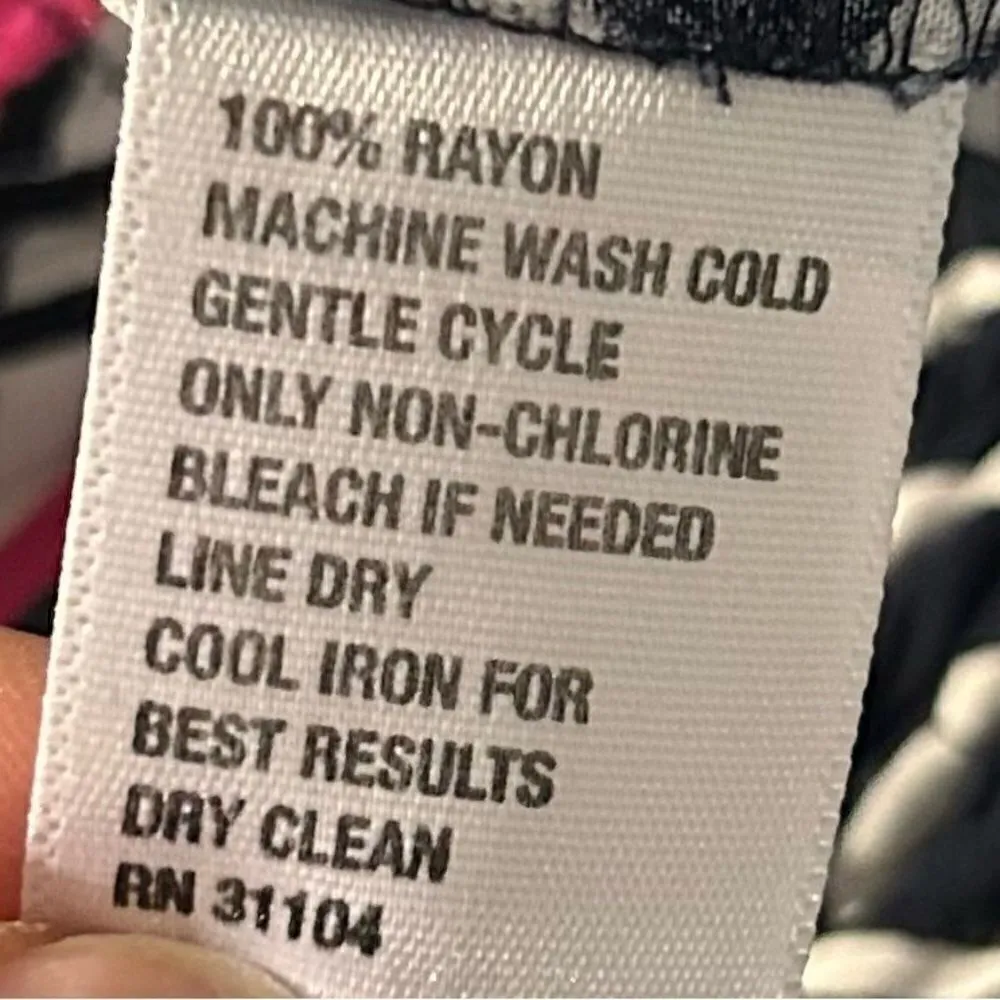 100% RAYON
MACHINE WASH COLD
GENTLE CYCLE
ONLY NON-CHLORINE
BLEACH IF NEEDED
LINE DRY
COOL IRON FOR
BEST RESULTS
DRY CLEAN
RN 31104